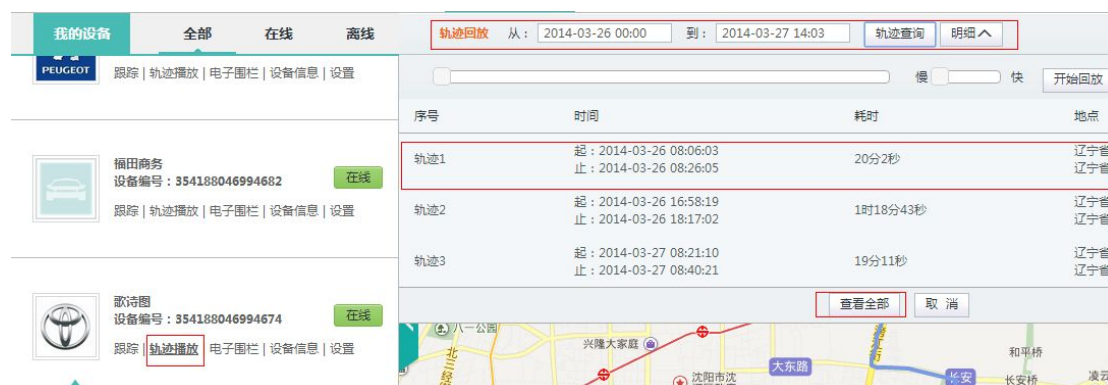 我的设备 全部 在线 离线
PEUGEOT
跟踪 | 轨迹播放 | 电子围栏 | 设备信息 | 设置
福田商务
设备编号：354188046994682
在线
跟踪 | 轨迹播放 | 电子围栏 | 设备信息 | 设置
歌诗图
设备编号：354188046994674
在线
跟踪 | 轨迹播放 电子围栏 | 设备信息 | 设置
轨迹回放 从： 2014-03-26 00:00 到： 2014-03-27 14:03 轨迹查询 明细
慢 快 开始回放
序号 时间 耗时 地点
轨迹1 起：2014-03-26 08:06:03 20分2秒 辽宁省
止：2014-03-26 08:26:05 辽宁省
轨迹2 起：2014-03-26 16:58:19 1时18分43秒 辽宁省
止：2014-03-26 18:17:02 辽宁省
轨迹3 起：2014-03-27 08:21:10 19分11秒 辽宁省
止：2014-03-27 08:40:21 辽宁省
查看全部 取 消
八一公园
北三经
兴隆大家庭
沈阳市沈
大东路
长安
和平桥
长安桥
凌云